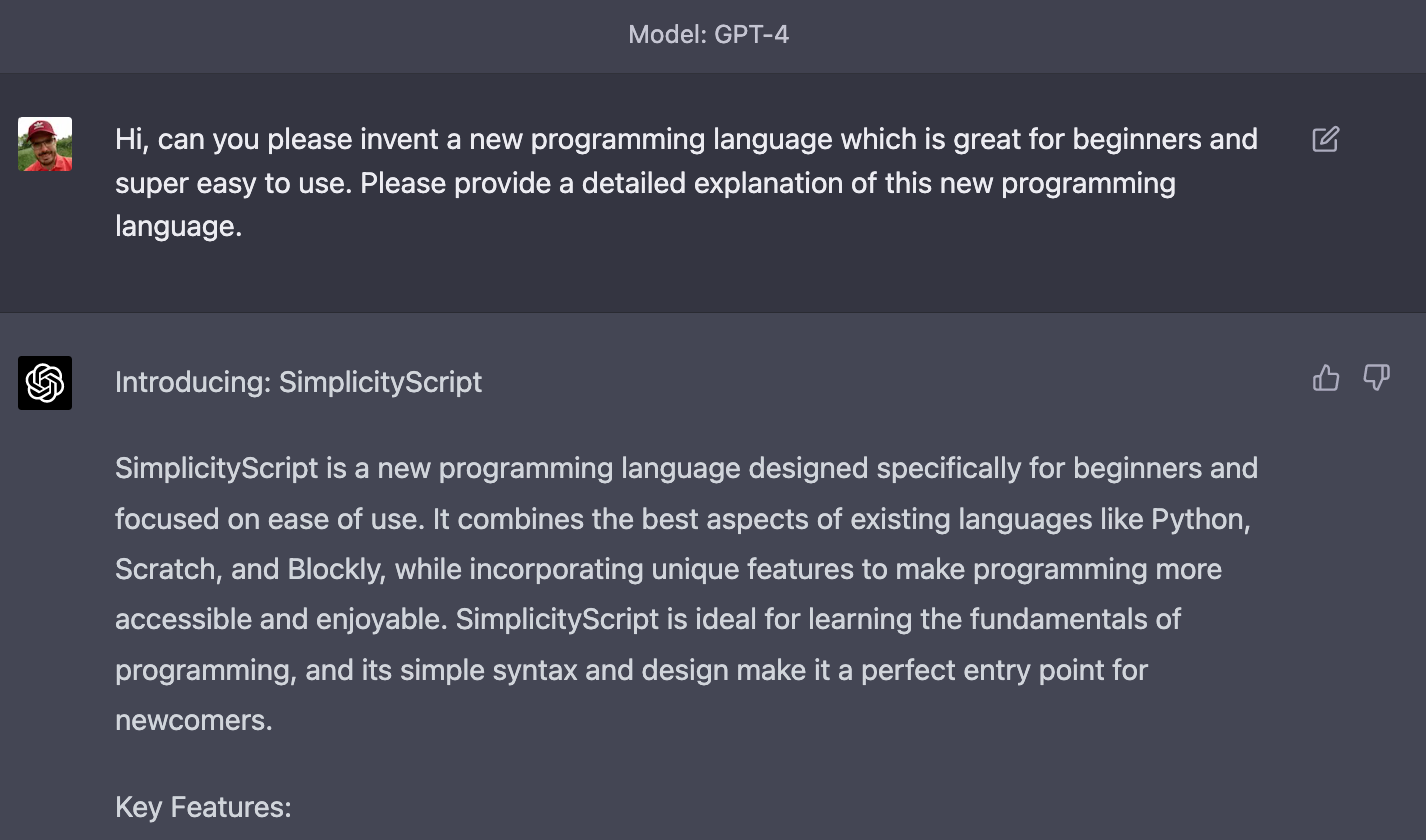 Model: GPT-4
Hi, can you please invent a new programming language which is great for beginners and
super easy to use. Please provide a detailed explanation of this new programming
language.
Introducing: SimplicityScript
SimplicityScript is a new programming language designed specifically for beginners and
focused on ease of use. It combines the best aspects of existing languages like Python,
Scratch, and Blockly, while incorporating unique features to make programming more
accessible and enjoyable. SimplicityScript is ideal for learning the fundamentals of
programming, and its simple syntax and design make it a perfect entry point for
newcomers.
Key Features: